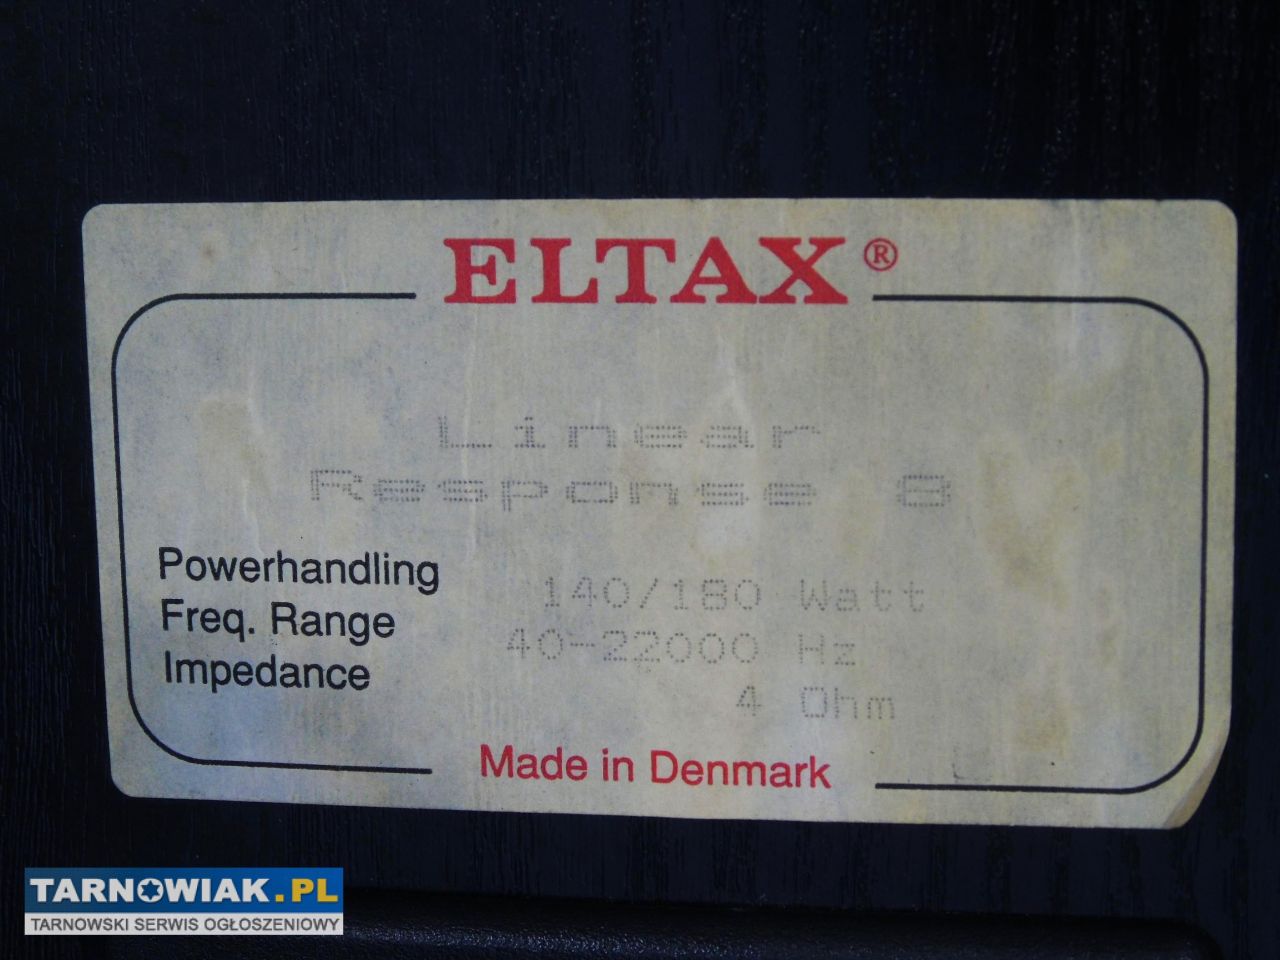 ELTAX®
Linear
Response 8
Powerhandling 140/180 Watt
Freq. Range 40-22000 Hz
Impedance 4 Ohm
Made in Denmark
TARNOWIAK.PL
TARNOWSKI SERWIS OGŁOSZENIOWY